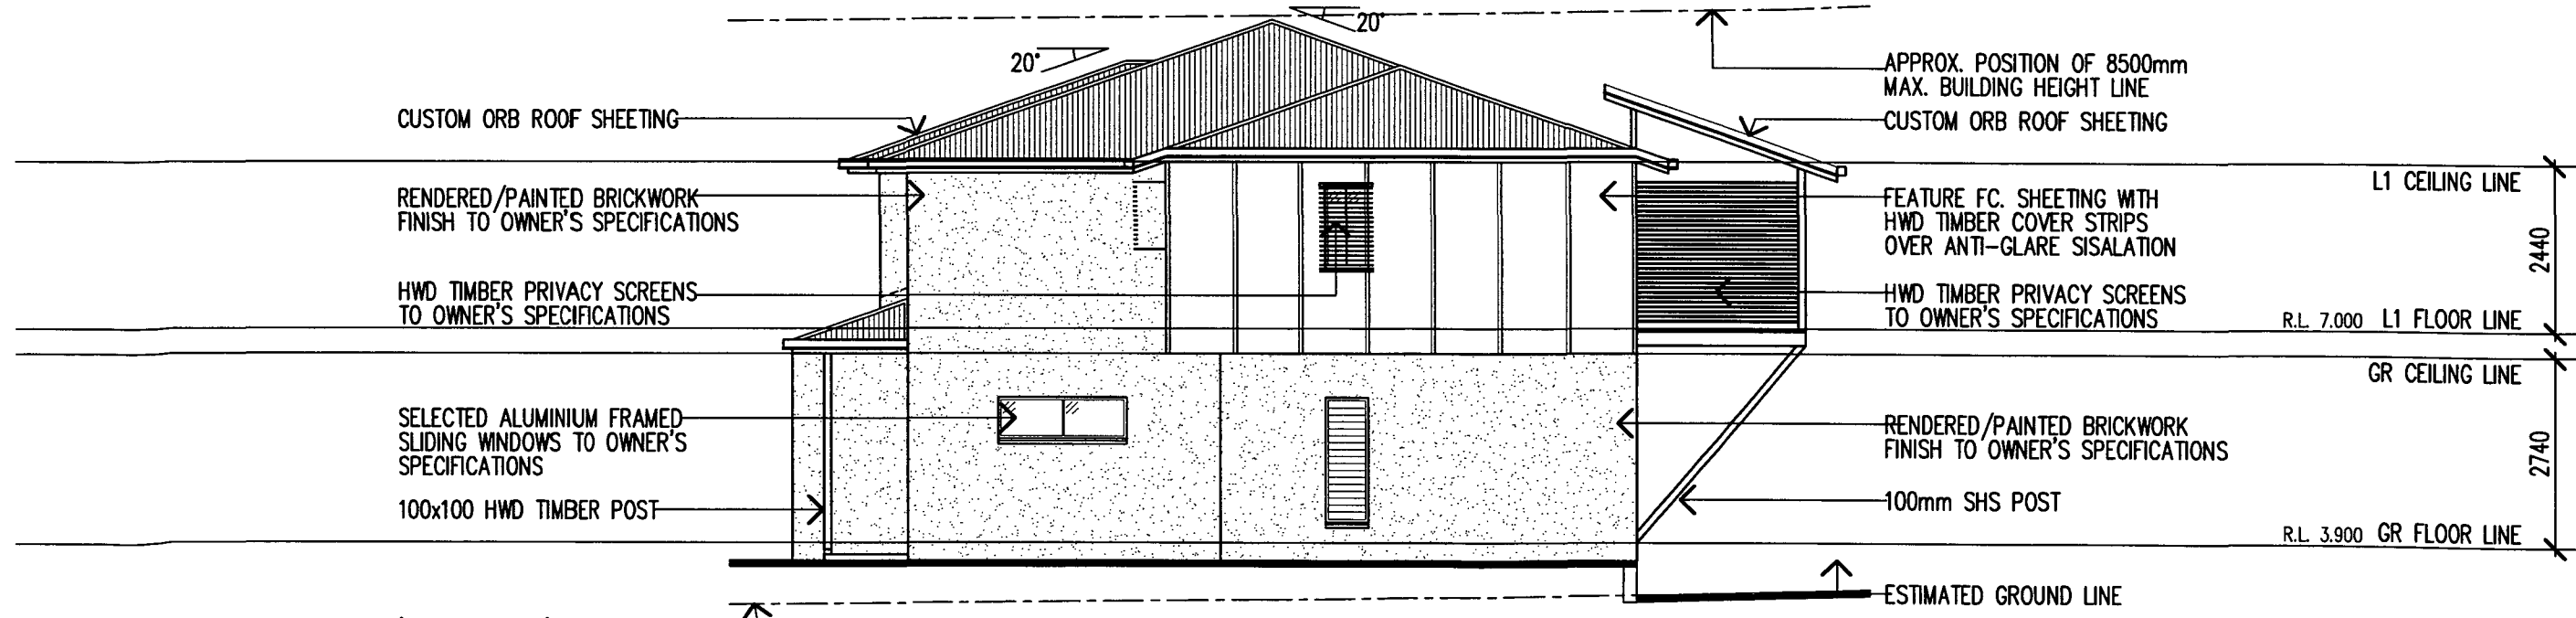 20°
20°
CUSTOM ORB ROOF SHEETING
RENDERED/PAINTED BRICKWORK
FINISH TO OWNER'S SPECIFICATIONS
HWD TIMBER PRIVACY SCREENS
TO OWNER'S SPECIFICATIONS
SELECTED ALUMINIUM FRAMED
SLIDING WINDOWS TO OWNER'S
SPECIFICATIONS
100x100 HWD TIMBER POST
APPROX. POSITION OF 8500mm
MAX. BUILDING HEIGHT LINE
CUSTOM ORB ROOF SHEETING
FEATURE FC. SHEETING WITH
HWD TIMBER COVER STRIPS
OVER ANTI-GLARE SISALATION
HWD TIMBER PRIVACY SCREENS
TO OWNER'S SPECIFICATIONS
RENDERED/PAINTED BRICKWORK
FINISH TO OWNER'S SPECIFICATIONS
100mm SHS POST
ESTIMATED GROUND LINE
L1 CEILING LINE
2440
R.L. 7.000 L1 FLOOR LINE
GR CEILING LINE
2740
R.L. 3.900 GR FLOOR LINE